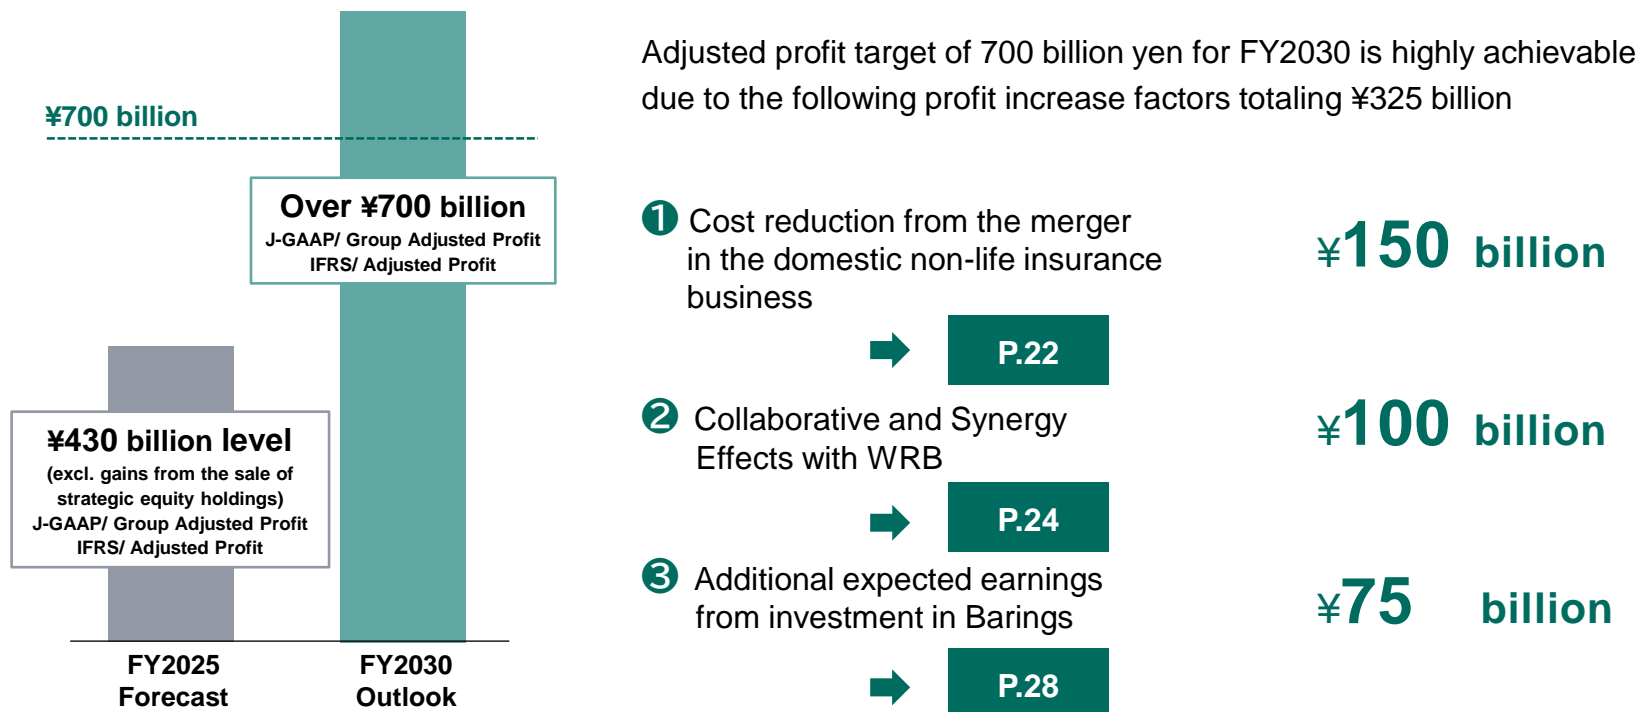 ¥700 billion
Over ¥700 billion
J-GAAP/ Group Adjusted Profit
IFRS/ Adjusted Profit
¥430 billion level
(excl. gains from the sale of
strategic equity holdings)
J-GAAP/ Group Adjusted Profit
IFRS/ Adjusted Profit
FY2025
Forecast
FY2030
Outlook
Adjusted profit target of 700 billion yen for FY2030 is highly achievable
due to the following profit increase factors totaling ¥325 billion
❶ Cost reduction from the merger
in the domestic non-life insurance
business
¥150 billion
P.22
❷ Collaborative and Synergy
Effects with WRB
¥100 billion
P.24
❸ Additional expected earnings
from investment in Barings
¥75 billion
P.28